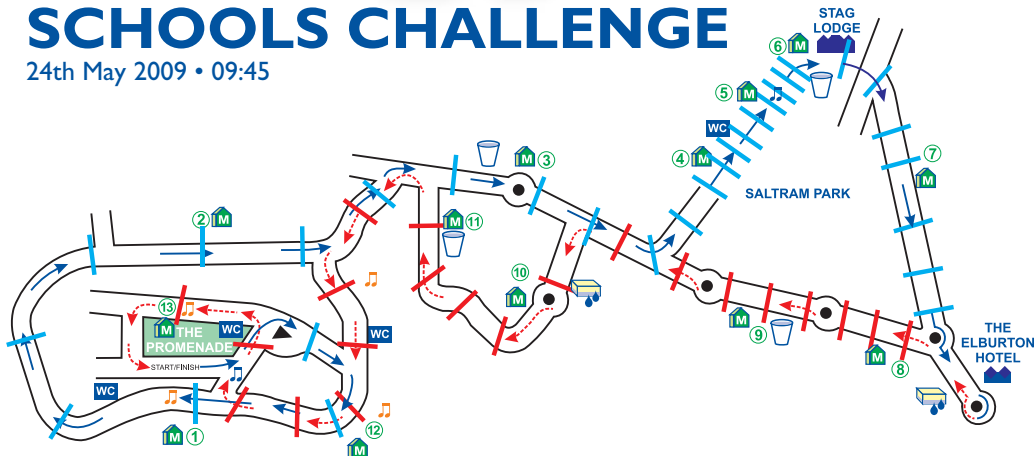 SCHOOLS CHALLENGE
24th May 2009 • 09:45
STAG
LODGE
6 M
5 M
WC
4 M
M 3
7
M
SALTRAM PARK
2 M
M
11
10
M
13
M
WC
THE
PROMENADE
START/FINISH
WC
WC
M
9
M
8
THE
ELBURTON
HOTEL
M 1
12
M